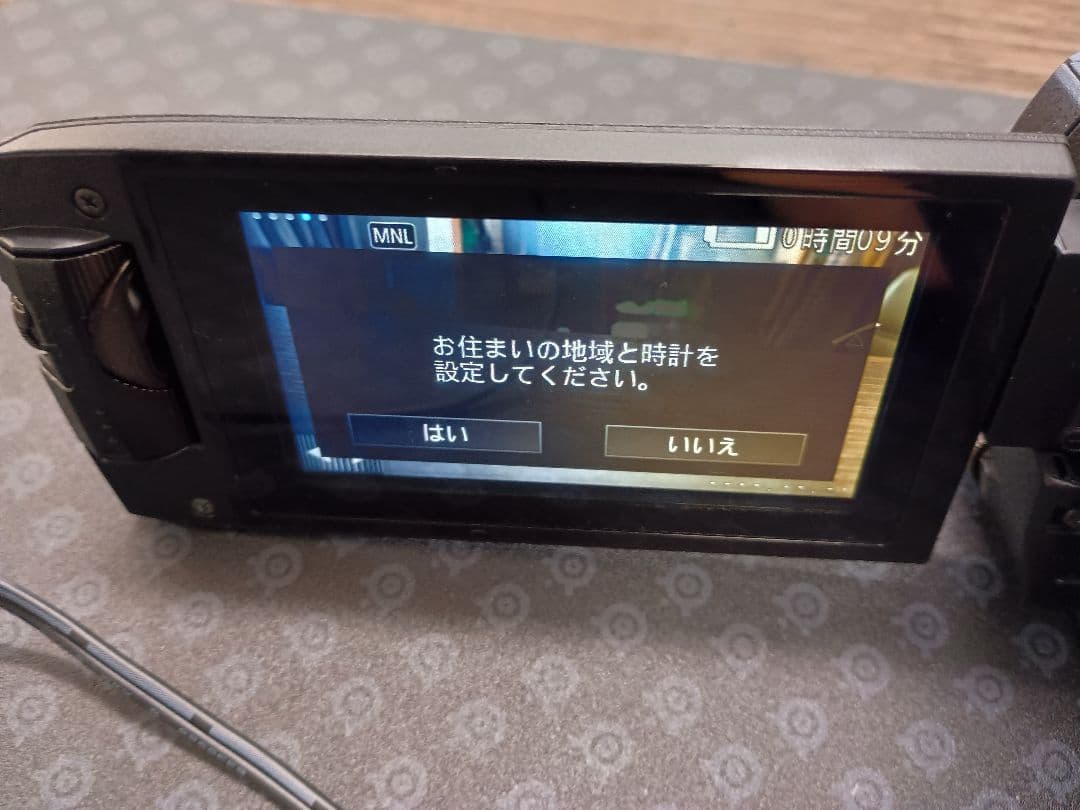 MNL
0時間09分
お住まいの地域と時計を
設定してください。
はい
いいえ